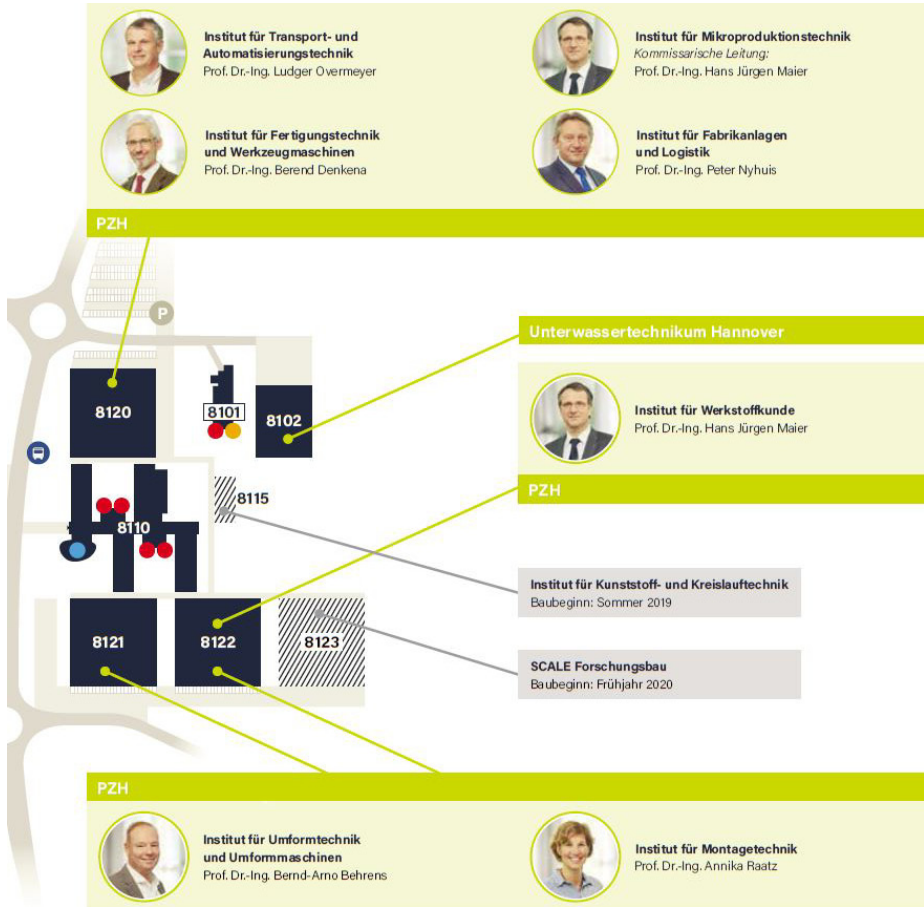 Institut für Transport- und
Automatisierungstechnik
Prof. Dr.-Ing. Ludger Overmeyer
Institut für Mikroproduktionstechnik
Kommissarische Leitung:
Prof. Dr.-Ing. Hans Jürgen Maier
Institut für Fertigungstechnik
und Werkzeugmaschinen
Prof. Dr.-Ing. Berend Denkena
Institut für Fabrikanlagen
und Logistik
Prof. Dr.-Ing. Peter Nyhuis
PZH
P
Unterwassertechnikum Hannover
8120
8101
8102
Institut für Werkstoffkunde
Prof. Dr.-Ing. Hans Jürgen Maier
PZH
8115
8110
Institut für Kunststoff- und Kreislauftechnik
Baubeginn: Sommer 2019
8121
8122
8123
SCALE Forschungsbau
Baubeginn: Frühjahr 2020
PZH
Institut für Umformtechnik
und Umformmaschinen
Prof. Dr.-Ing. Bernd-Arno Behrens
Institut für Montagetechnik
Prof. Dr.-Ing. Annika Raatz